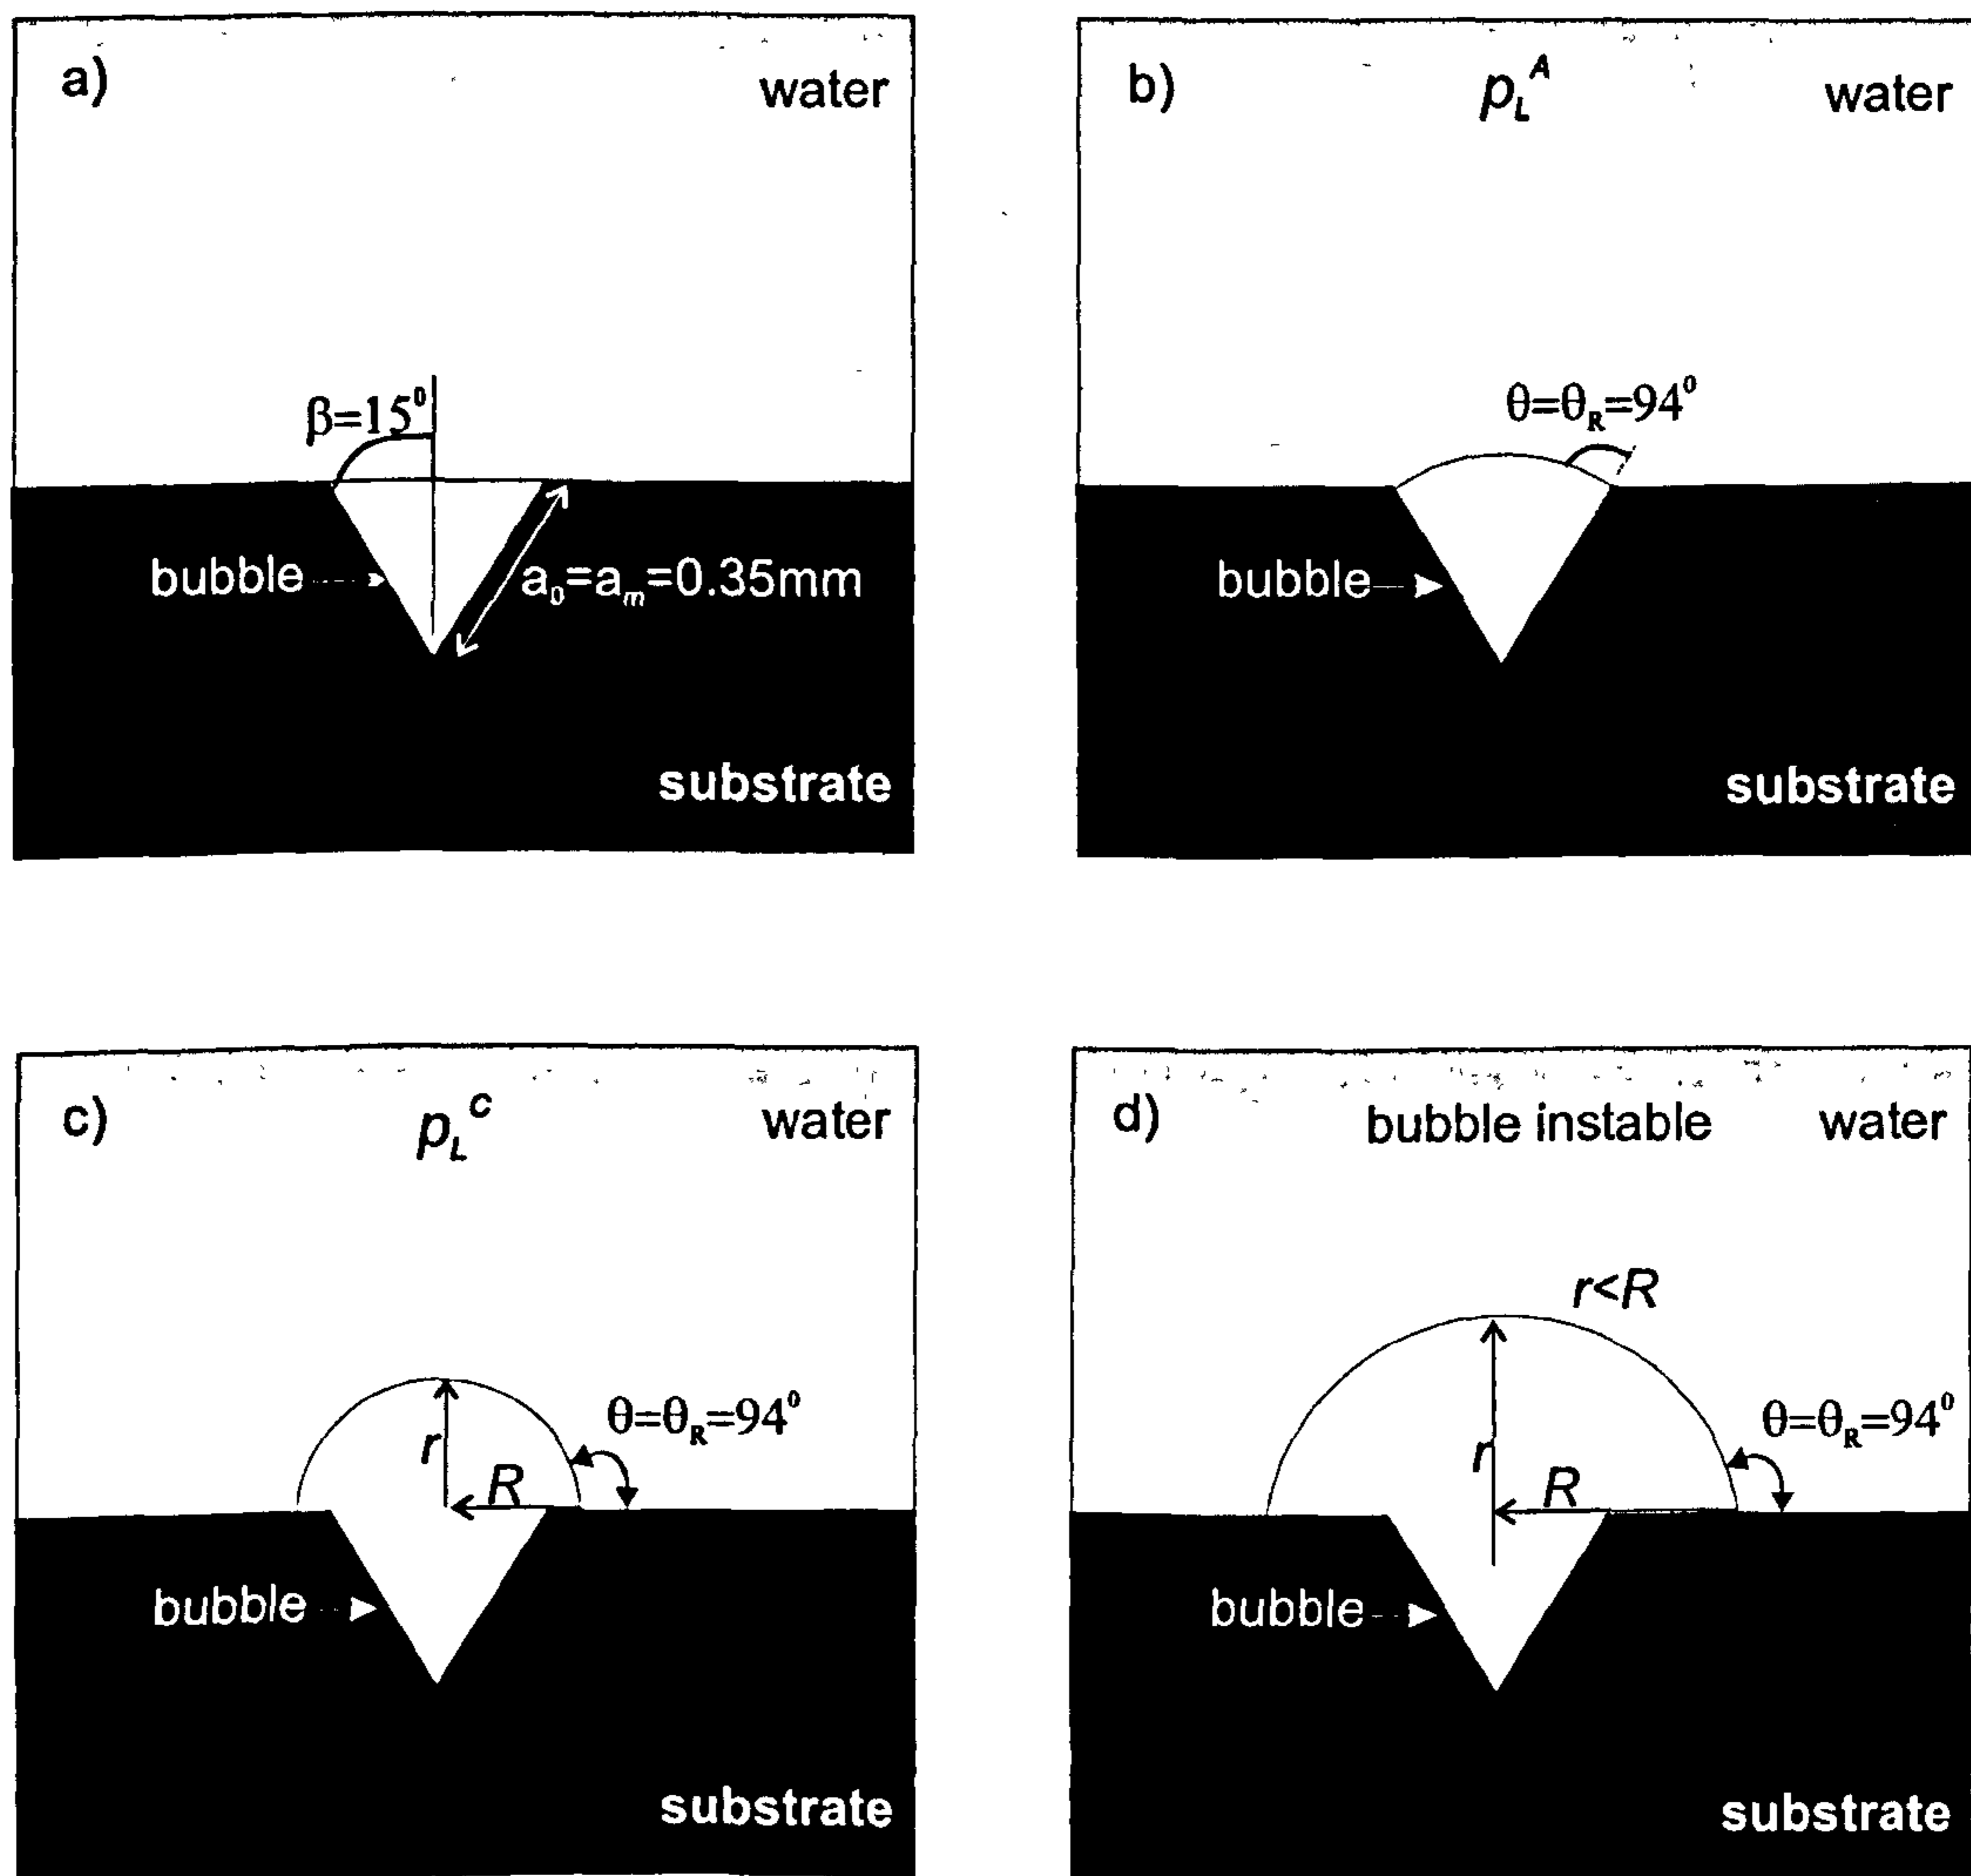 a)
water
β=15⁰
bubble
a₀=aₘ=0.35mm
substrate
b)
p_L^A
water
θ=θ_R=94⁰
bubble
substrate
c)
p_L^C
water
θ=θ_R=94⁰
r
R
bubble
substrate
d)
bubble instable
water
r<R
θ=θ_R=94⁰
r
R
bubble
substrate